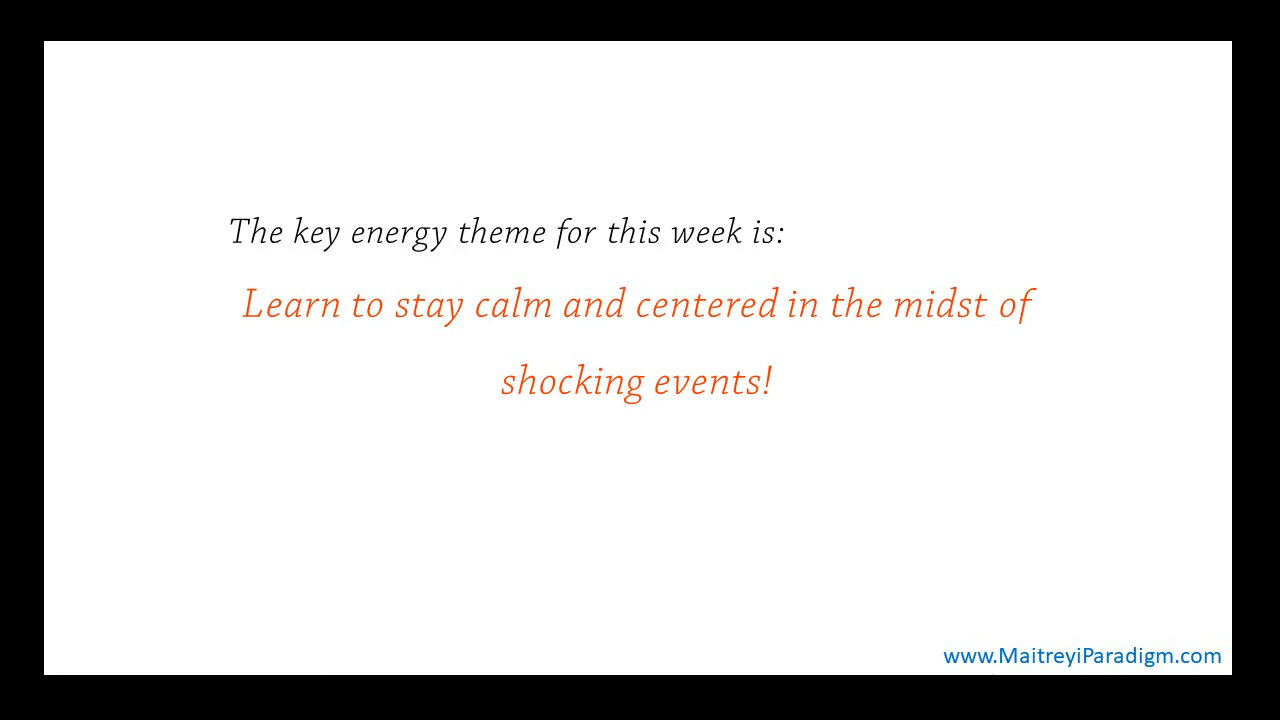 The key energy theme for this week is:
Learn to stay calm and centered in the midst of
shocking events!
www.MaitreyiParadigm.com